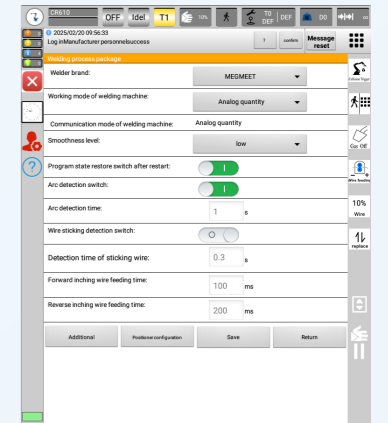 CR610
OFF Idel T1 10% T0 DEF DEF D0 ∞
2025/02/20 09:56:33
Log inManufacturer personnelsuccess
? confirm Message reset
Welding process package
Welder brand: MEGMEET
Working mode of welding machine: Analog quantity
Communication mode of welding machine: Analog quantity
Smoothness level: low
Program state restore switch after restart:
Arc detection switch:
Arc detection time: 1 s
Wire sticking detection switch:
Detection time of sticking wire: 0.3 s
Forward inching wire feeding time: 100 ms
Reverse inching wire feeding time: 200 ms
Additional Positioner configuration Save Return
Gas Off
Wire feeding
10%
Wire
replace